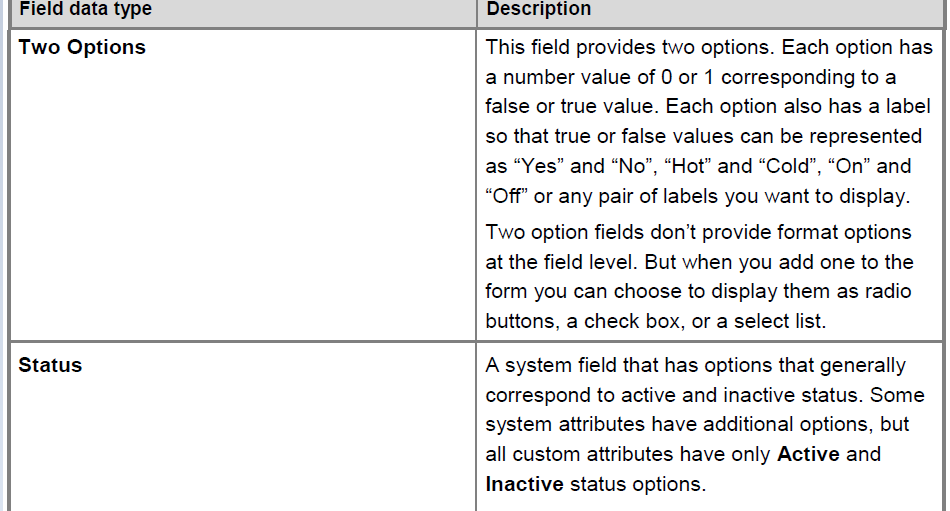 Field data type
Description
Two Options
This field provides two options. Each option has
a number value of 0 or 1 corresponding to a
false or true value. Each option also has a label
so that true or false values can be represented
as “Yes” and “No”, “Hot” and “Cold”, “On” and
“Off” or any pair of labels you want to display.
Two option fields don’t provide format options
at the field level. But when you add one to the
form you can choose to display them as radio
buttons, a check box, or a select list.
Status
A system field that has options that generally
correspond to active and inactive status. Some
system attributes have additional options, but
all custom attributes have only Active and
Inactive status options.